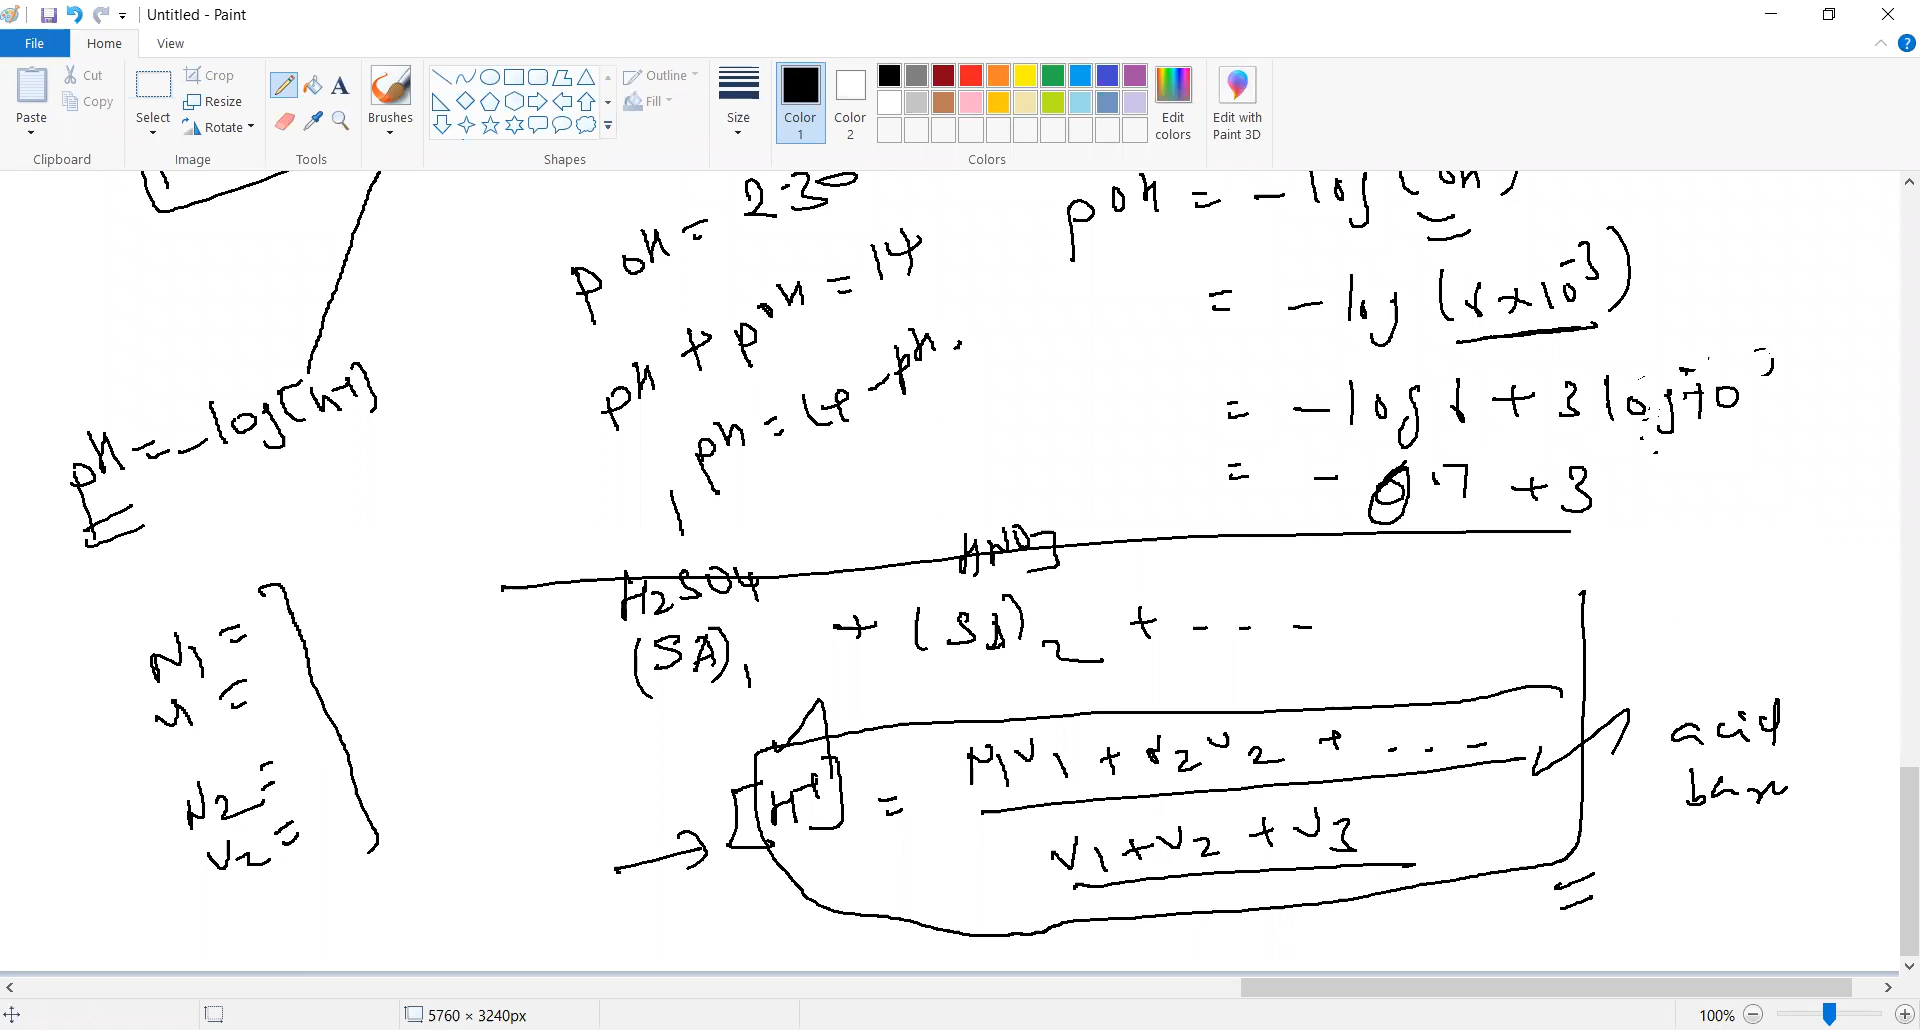 Untitled - Paint
File Home View
Paste
Cut
Copy
Clipboard
Select
Crop
Resize
Rotate
Image
Tools
Brushes
Shapes
Outline
Fill
Size
Color 1
Color 2
Edit colors
Edit with Paint 3D
Colors
pOH = 2.30
pH + pOH = 14
pH = 14 - pH.
pH = -log[H+]
pOH = -log(OH)
= -log(5×10^-3)
= -log 5 + 3 log 10
= - 0.7 + 3
H2SO4 HNO3
(SA)1 + (SA)2 + - - -
N1 =
V1 =
N2 =
V2 =
[H+] = N1V1 + N2V2 + - - -
V1+V2+V3
acid
base
5760 × 3240px
100%